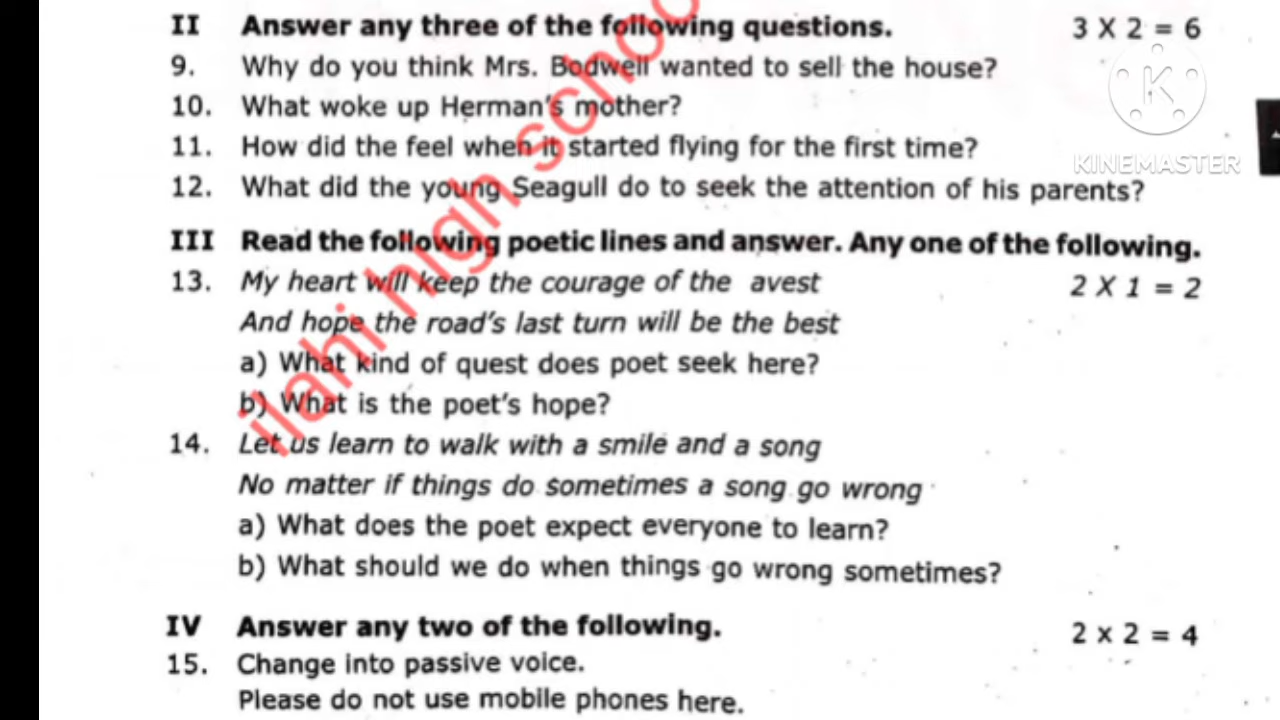 II Answer any three of the following questions. 3 X 2 = 6
9. Why do you think Mrs. Bodwell wanted to sell the house?
10. What woke up Herman's mother?
11. How did the feel when it started flying for the first time?
KINEMASTER
12. What did the young Seagull do to seek the attention of his parents?
III Read the following poetic lines and answer. Any one of the following.
13. My heart will keep the courage of the avest 2 X 1 = 2
And hope the road's last turn will be the best
a) What kind of quest does poet seek here?
b) What is the poet's hope?
14. Let us learn to walk with a smile and a song
No matter if things do sometimes a song go wrong
a) What does the poet expect everyone to learn?
b) What should we do when things go wrong sometimes?
IV Answer any two of the following. 2 x 2 = 4
15. Change into passive voice.
Please do not use mobile phones here.
ilahi high schoo